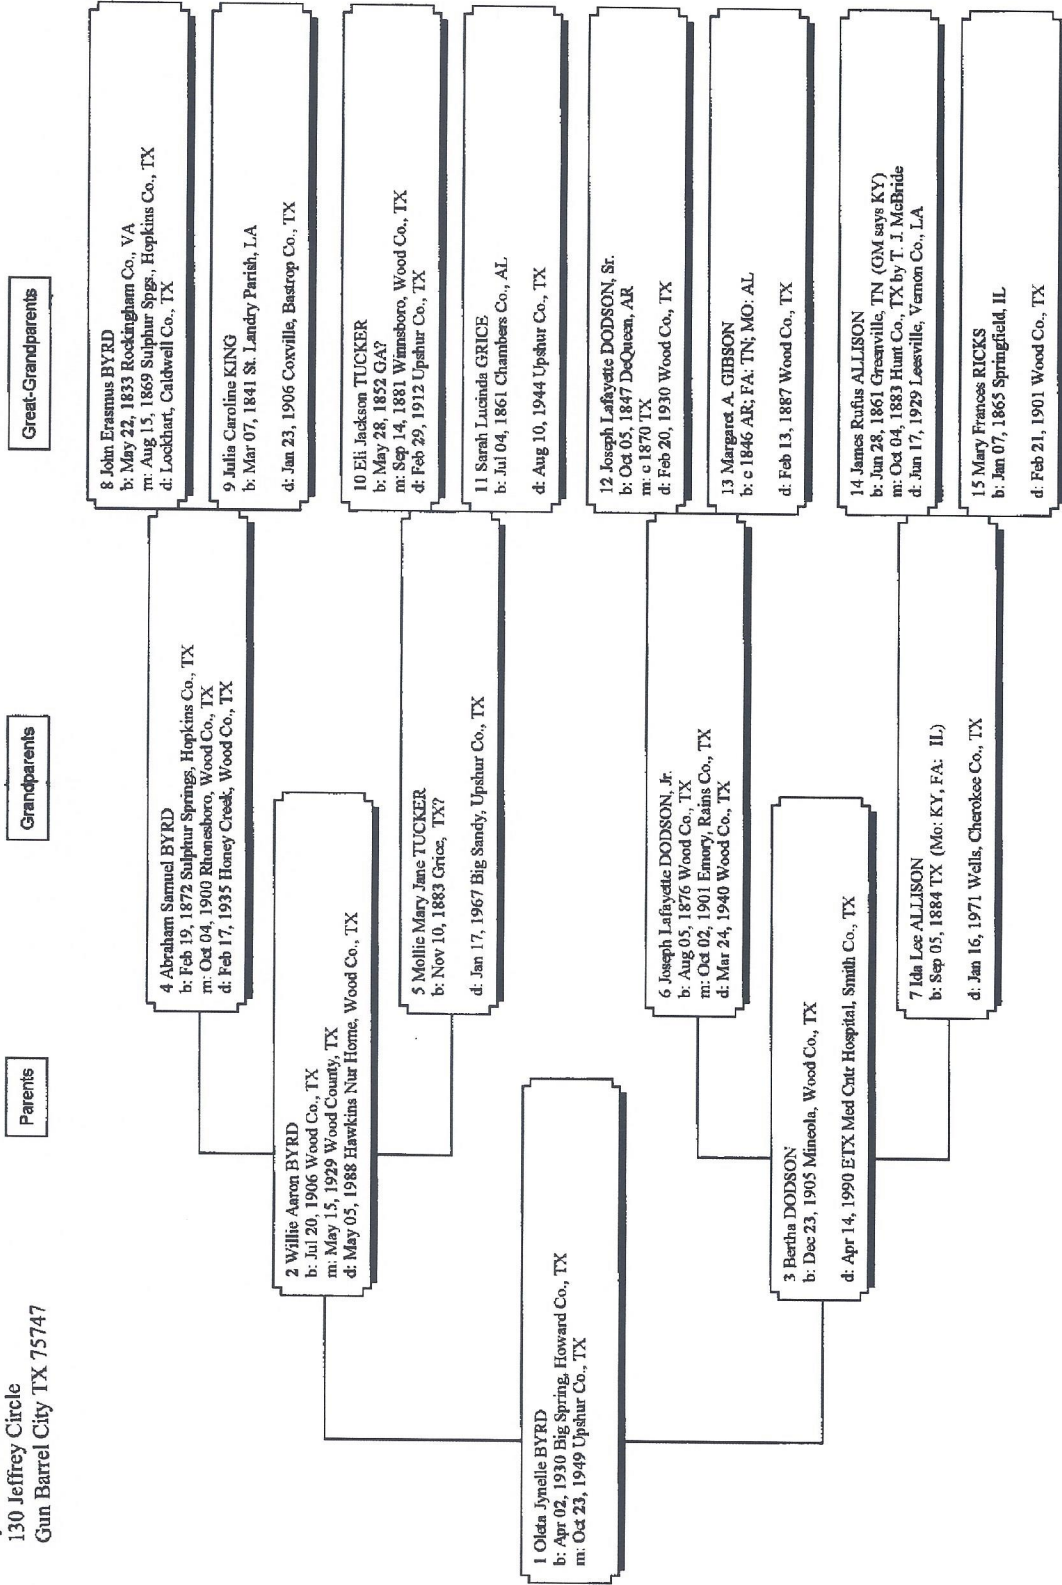 130 Jeffrey Circle
Gun Barrel City TX 75747
Parents
Grandparents
Great-Grandparents
1 Oleta Jynelle BYRD
b: Apr 02, 1930 Big Spring, Howard Co., TX
m: Oct 23, 1949 Upshur Co., TX
2 Willie Aaron BYRD
b: Jul 20, 1906 Wood Co., TX
m: May 15, 1929 Wood County, TX
d: May 05, 1988 Hawkins Nur Home, Wood Co., TX
3 Bertha DODSON
b: Dec 23, 1905 Mineola, Wood Co., TX
d: Apr 14, 1990 ETX Med Cntr Hospital, Smith Co., TX
4 Abraham Samuel BYRD
b: Feb 19, 1872 Sulphur Springs, Hopkins Co., TX
m: Oct 04, 1900 Rhonesboro, Wood Co., TX
d: Feb 17, 1935 Honey Creek, Wood Co., TX
5 Mollie Mary Jane TUCKER
b: Nov 10, 1883 Grice, TX?
d: Jan 17, 1967 Big Sandy, Upshur Co., TX
6 Joseph Lafayette DODSON, Jr.
b: Aug 05, 1876 Wood Co., TX
m: Oct 02, 1901 Emory, Rains Co., TX
d: Mar 24, 1940 Wood Co., TX
7 Ida Lee ALLISON
b: Sep 05, 1884 TX (Mo: KY, FA: IL)
d: Jan 16, 1971 Wells, Cherokee Co., TX
8 John Erasmus BYRD
b: May 22, 1833 Rockingham Co., VA
m: Aug 15, 1869 Sulphur Spgs., Hopkins Co., TX
d: Lockhart, Caldwell Co., TX
9 Julia Caroline KING
b: Mar 07, 1841 St. Landry Parish, LA
d: Jan 23, 1906 Coxville, Bastrop Co., TX
10 Eli Jackson TUCKER
b: May 28, 1852 GA?
m: Sep 14, 1881 Winnsboro, Wood Co., TX
d: Feb 29, 1912 Upshur Co., TX
11 Sarah Lucinda GRICE
b: Jul 04, 1861 Chambers Co., AL
d: Aug 10, 1944 Upshur Co., TX
12 Joseph Lafayette DODSON, Sr.
b: Oct 05, 1847 DeQueen, AR
m: c 1870 TX
d: Feb 20, 1930 Wood Co., TX
13 Margaret A. GIBSON
b: c 1846 AR; FA: TN; MO: AL
d: Feb 13, 1887 Wood Co., TX
14 James Rufus ALLISON
b: Jun 28, 1861 Greenville, TN (GM says KY)
m: Oct 04, 1883 Hunt Co., TX by T. J. McBride
d: Jun 17, 1929 Leesville, Vernon Co., LA
15 Mary Frances RICKS
b: Jan 07, 1865 Springfield, IL
d: Feb 21, 1901 Wood Co., TX